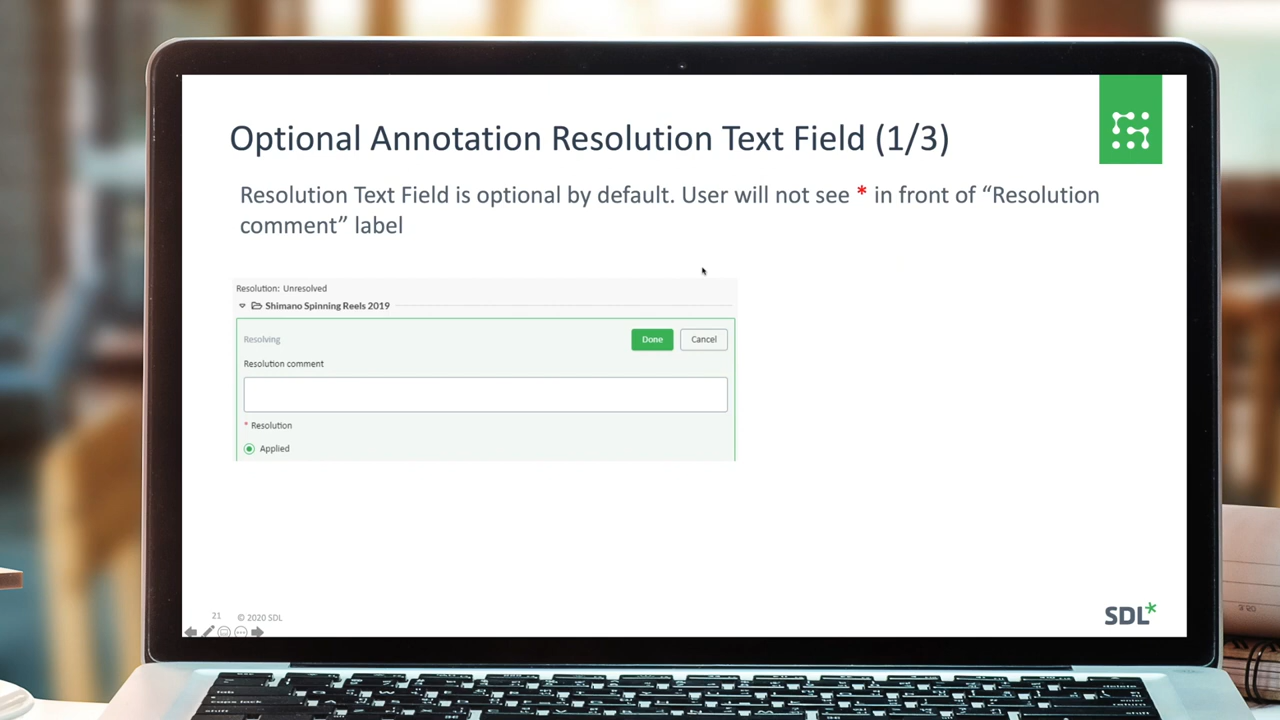 Optional Annotation Resolution Text Field (1/3)
Resolution Text Field is optional by default. User will not see * in front of “Resolution
comment” label
Resolution: Unresolved
Shimano Spinning Reels 2019
Resolving
Done
Cancel
Resolution comment
* Resolution
Applied
21
© 2020 SDL
SDL*